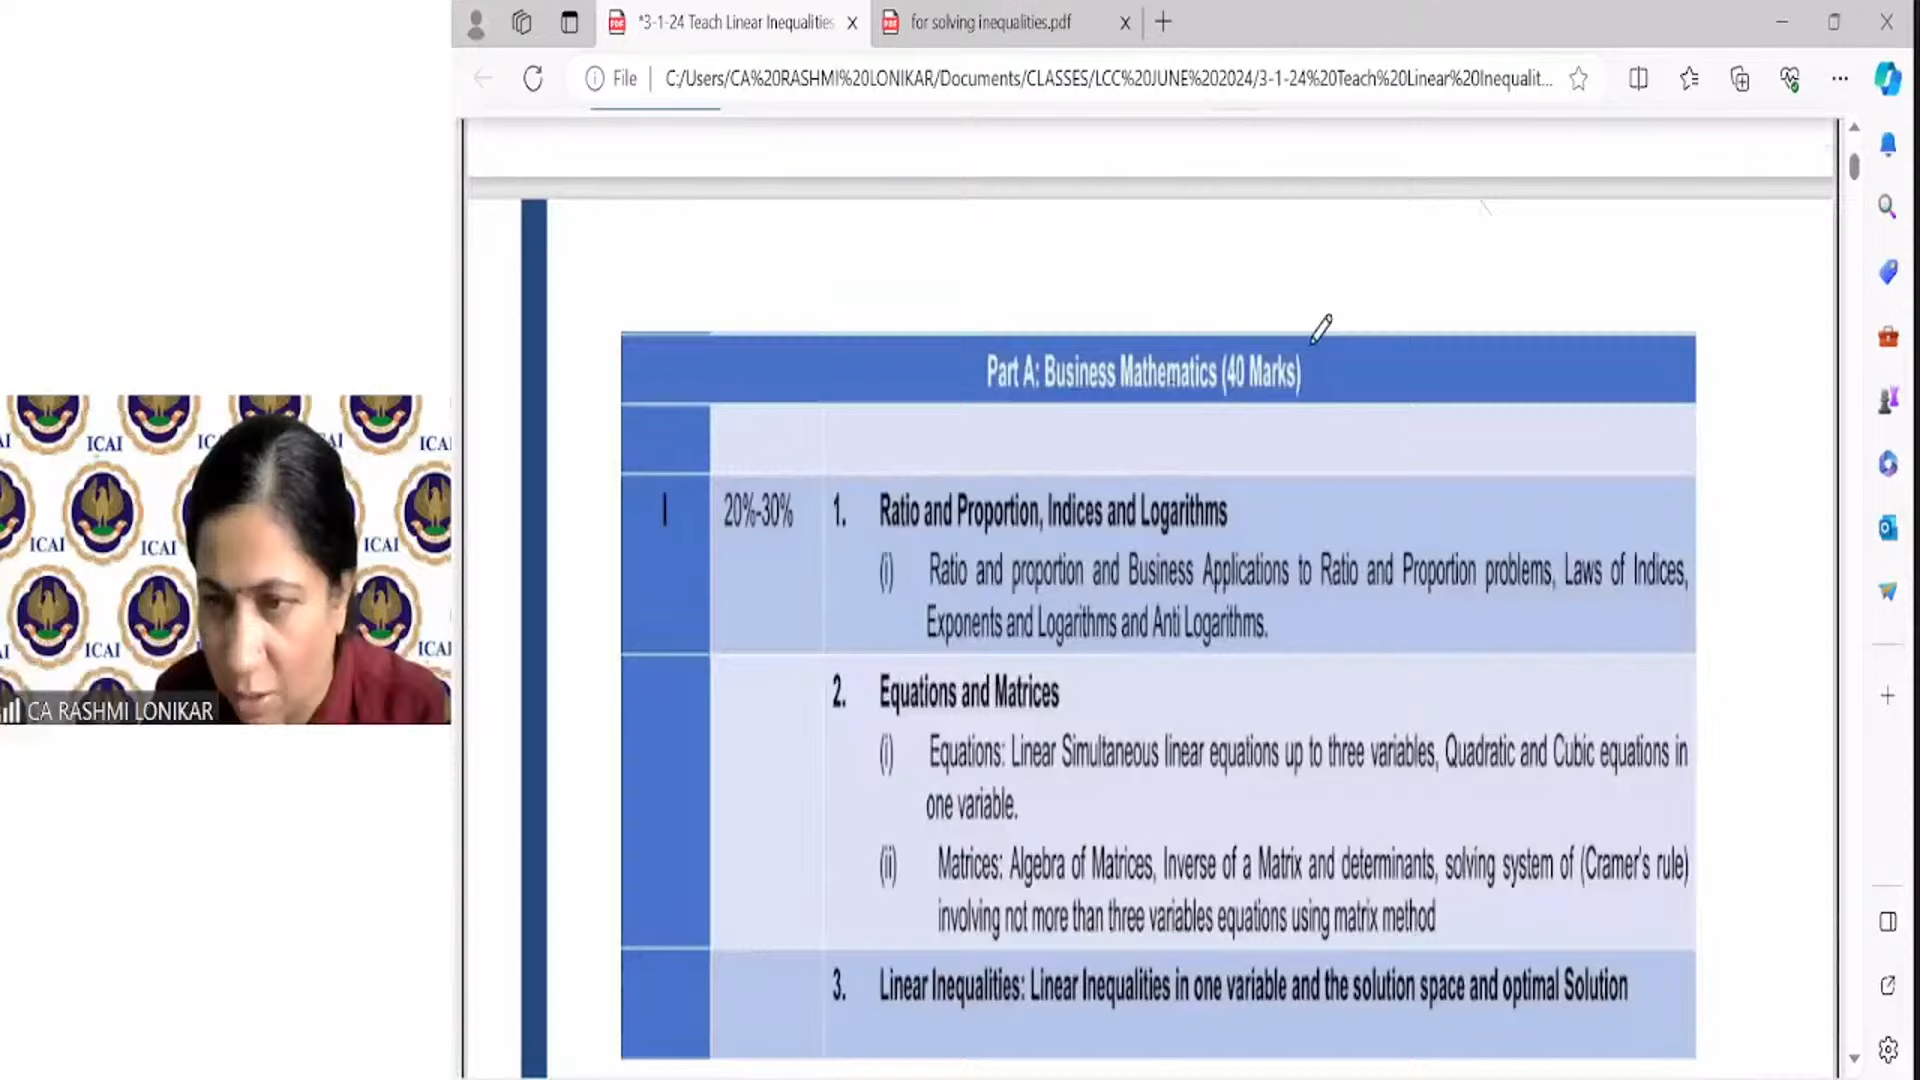 *3-1-24 Teach Linear Inequalities
for solving inequalities.pdf
File
C:/Users/CA%20RASHMI%20LONIKAR/Documents/CLASSES/LCC%20JUNE%202024/3-1-24%20Teach%20Linear%20Inequalit...
Part A: Business Mathematics (40 Marks)
I 20%-30% 1. Ratio and Proportion, Indices and Logarithms
(i) Ratio and proportion and Business Applications to Ratio and Proportion problems, Laws of Indices,
Exponents and Logarithms and Anti Logarithms.
2. Equations and Matrices
(i) Equations: Linear Simultaneous linear equations up to three variables, Quadratic and Cubic equations in
one variable.
(ii) Matrices: Algebra of Matrices, Inverse of a Matrix and determinants, solving system of (Cramer's rule)
involving not more than three variables equations using matrix method
3. Linear Inequalities: Linear Inequalities in one variable and the solution space and optimal Solution
ICAI
ICAI
ICAI
ICAI
ICAI
ICAI
CA RASHMI LONIKAR